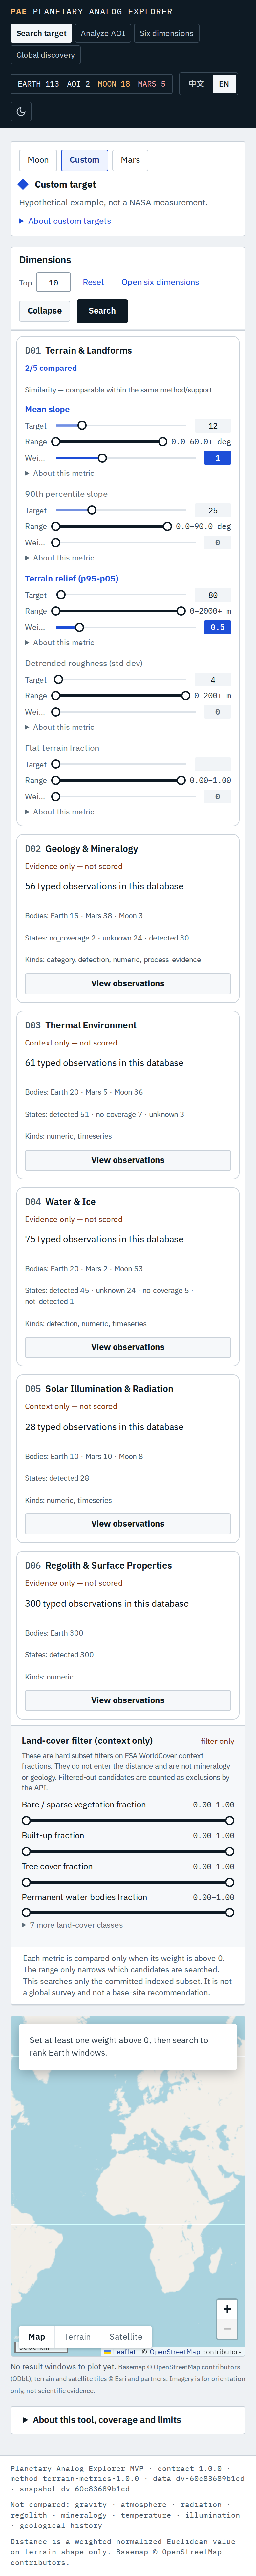 PAE PLANETARY ANALOG EXPLORER
Search target
Analyze AOI
Six dimensions
Global discovery
EARTH 113 AOI 2 MOON 18 MARS 5
中文
EN
Moon
Custom
Mars
Custom target
Hypothetical example, not a NASA measurement.
About custom targets
Dimensions
Top 10
Reset
Open six dimensions
Collapse
Search
D01 Terrain & Landforms
2/5 compared
Similarity — comparable within the same method/support
Mean slope
Target 12
Range 0.0–60.0+ deg
Wei... 1
About this metric
90th percentile slope
Target 25
Range 0.0–90.0 deg
Wei... 0
About this metric
Terrain relief (p95-p05)
Target 80
Range 0–2000+ m
Wei... 0.5
About this metric
Detrended roughness (std dev)
Target 4
Range 0–200+ m
Wei... 0
About this metric
Flat terrain fraction
Target
Range 0.00–1.00
Wei... 0
About this metric
D02 Geology & Mineralogy
Evidence only — not scored
56 typed observations in this database
Bodies: Earth 15 · Mars 38 · Moon 3
States: no_coverage 2 · unknown 24 · detected 30
Kinds: category, detection, numeric, process_evidence
View observations
D03 Thermal Environment
Context only — not scored
61 typed observations in this database
Bodies: Earth 20 · Mars 5 · Moon 36
States: detected 51 · no_coverage 7 · unknown 3
Kinds: numeric, timeseries
View observations
D04 Water & Ice
Evidence only — not scored
75 typed observations in this database
Bodies: Earth 20 · Mars 2 · Moon 53
States: detected 45 · unknown 24 · no_coverage 5 ·
not_detected 1
Kinds: detection, numeric, timeseries
View observations
D05 Solar Illumination & Radiation
Context only — not scored
28 typed observations in this database
Bodies: Earth 10 · Mars 10 · Moon 8
States: detected 28
Kinds: numeric, timeseries
View observations
D06 Regolith & Surface Properties
Evidence only — not scored
300 typed observations in this database
Bodies: Earth 300
States: detected 300
Kinds: numeric
View observations
Land-cover filter (context only)
filter only
These are hard subset filters on ESA WorldCover context
fractions. They do not enter the distance and are not mineralogy
or geology. Filtered-out candidates are counted as exclusions by
the API.
Bare / sparse vegetation fraction 0.00–1.00
Built-up fraction 0.00–1.00
Tree cover fraction 0.00–1.00
Permanent water bodies fraction 0.00–1.00
7 more land-cover classes
Each metric is compared only when its weight is above 0.
The range only narrows which candidates are searched.
This searches only the committed indexed subset. It is not
a global survey and not a base-site recommendation.
Set at least one weight above 0, then search to
rank Earth windows.
+
−
Map
Terrain
Satellite
Leaflet | © OpenStreetMap contributors
No result windows to plot yet. Basemap © OpenStreetMap contributors
(ODbL); terrain and satellite tiles © Esri and partners. Imagery is for orientation
only, not scientific evidence.
About this tool, coverage and limits
Planetary Analog Explorer MVP · contract 1.0.0 ·
method terrain-metrics-1.0.0 · data dv-60c83689b1cd
· snapshot dv-60c83689b1cd
Not compared: gravity · atmosphere · radiation ·
regolith · mineralogy · temperature · illumination
· geological history
Distance is a weighted normalized Euclidean value
on terrain shape only. Basemap © OpenStreetMap
contributors.